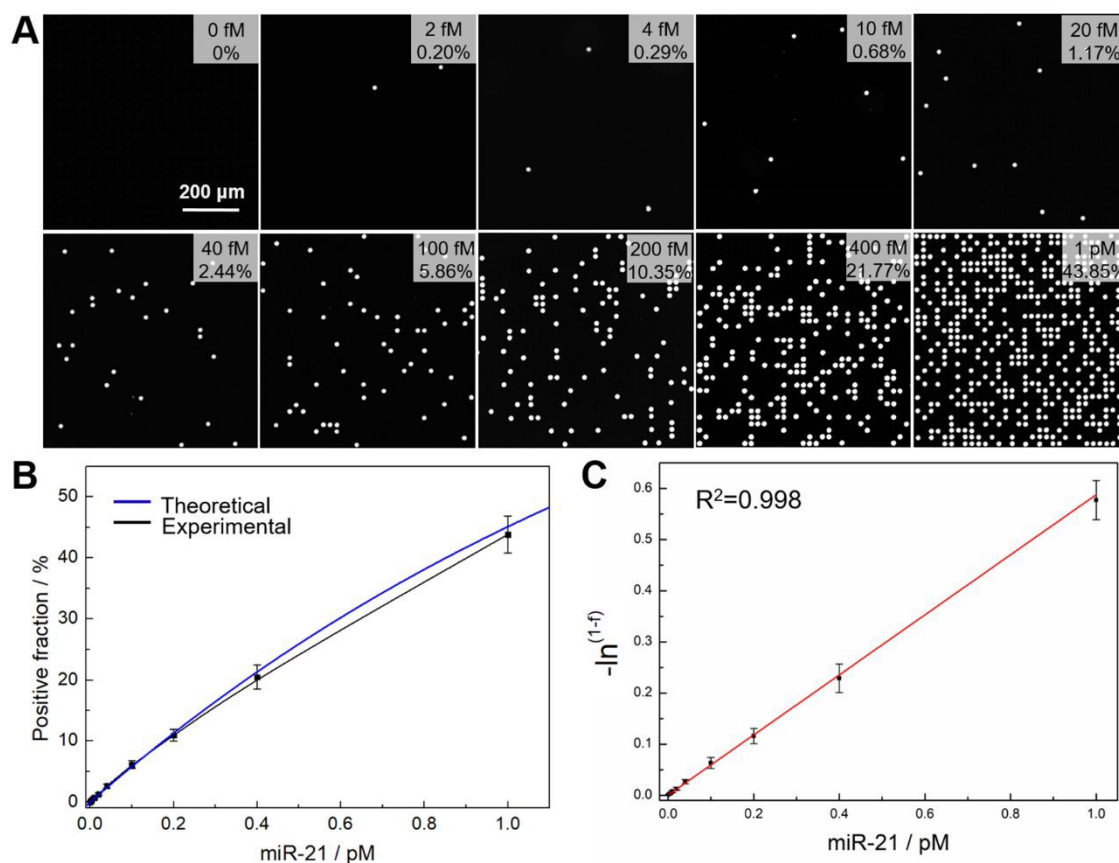 A
0 fM
0%
2 fM
0.20%
4 fM
0.29%
10 fM
0.68%
20 fM
1.17%
200 µm
40 fM
2.44%
100 fM
5.86%
200 fM
10.35%
400 fM
21.77%
1 pM
43.85%
B
Positive fraction / %
50
40
30
20
10
0
Theoretical
Experimental
0.0 0.2 0.4 0.6 0.8 1.0
miR-21 / pM
C
-ln(1-f)
0.6
0.5
0.4
0.3
0.2
0.1
0.0
R²=0.998
0.0 0.2 0.4 0.6 0.8 1.0
miR-21 / pM